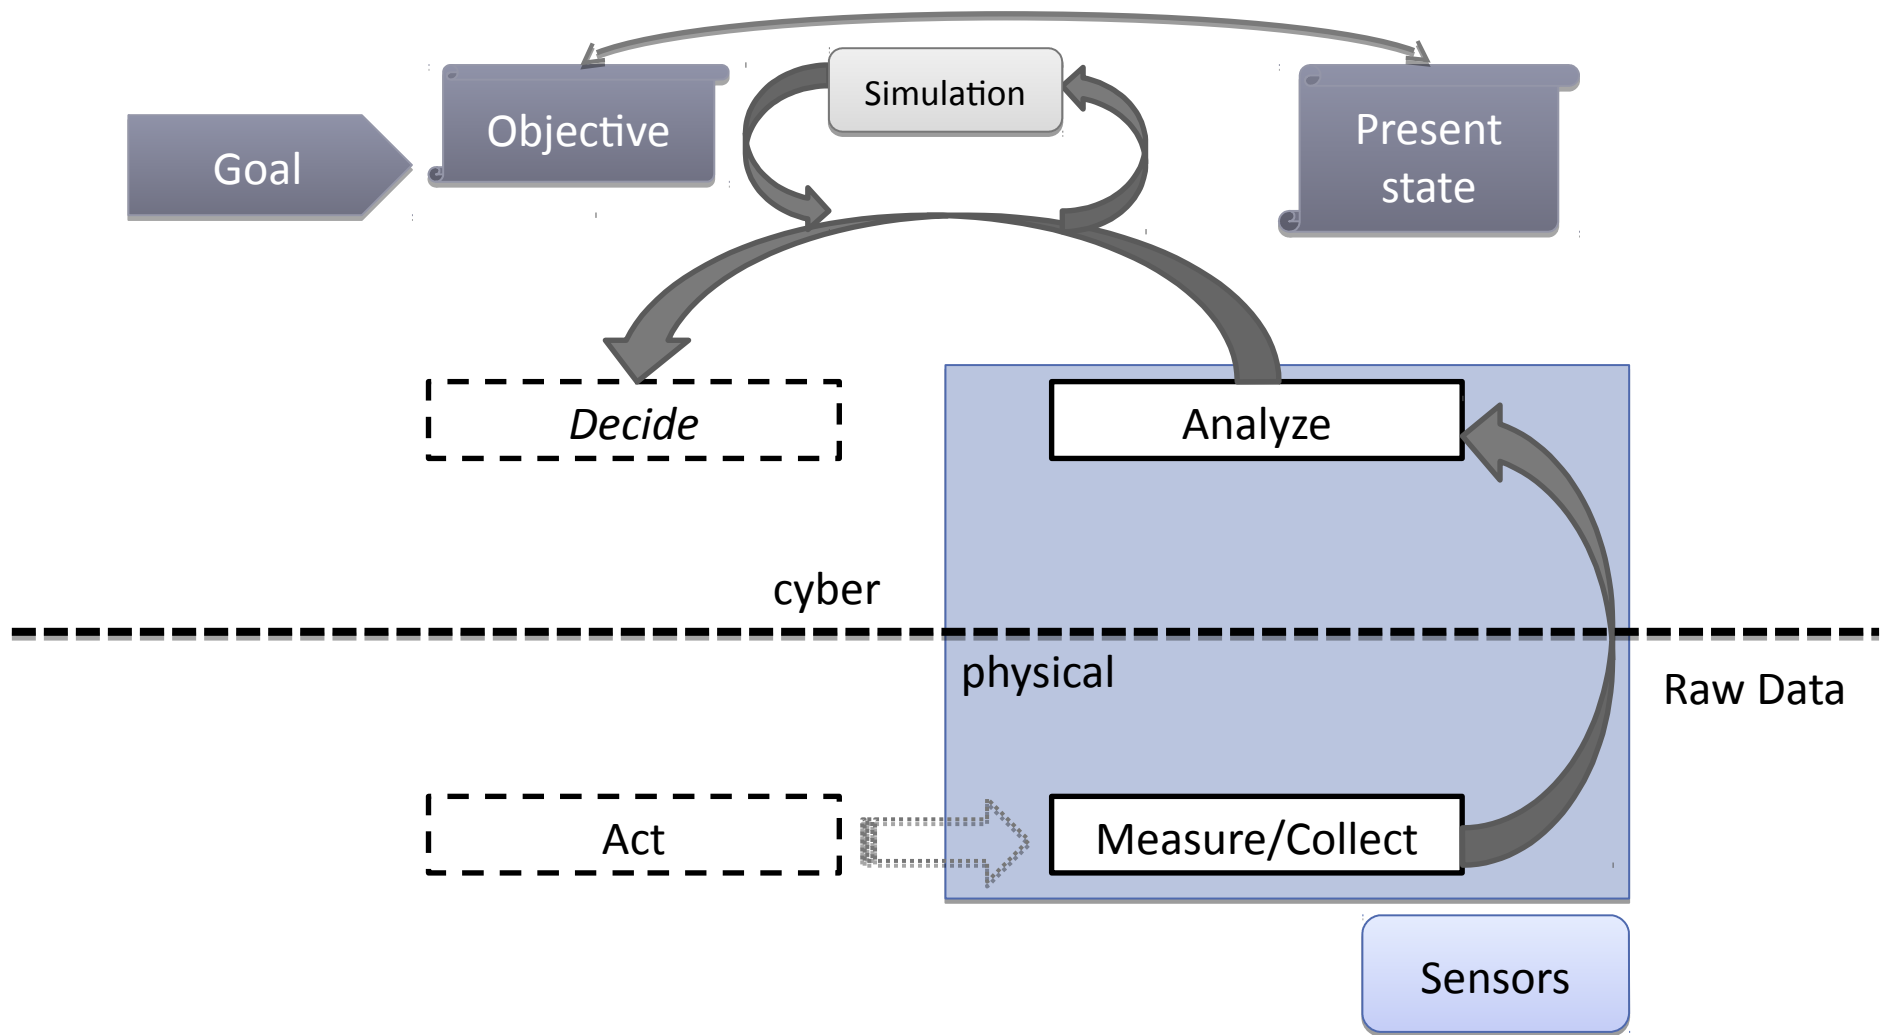 Simulation
Objective
Present
state
Goal
Decide
Analyze
cyber
physical
Raw Data
Act
Measure/Collect
Sensors